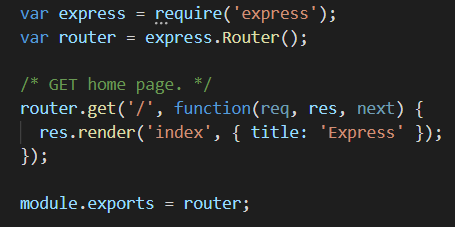 var express = require('express');
var router = express.Router();
/* GET home page. */
router.get('/', function(req, res, next) {
res.render('index', { title: 'Express' });
});
module.exports = router;